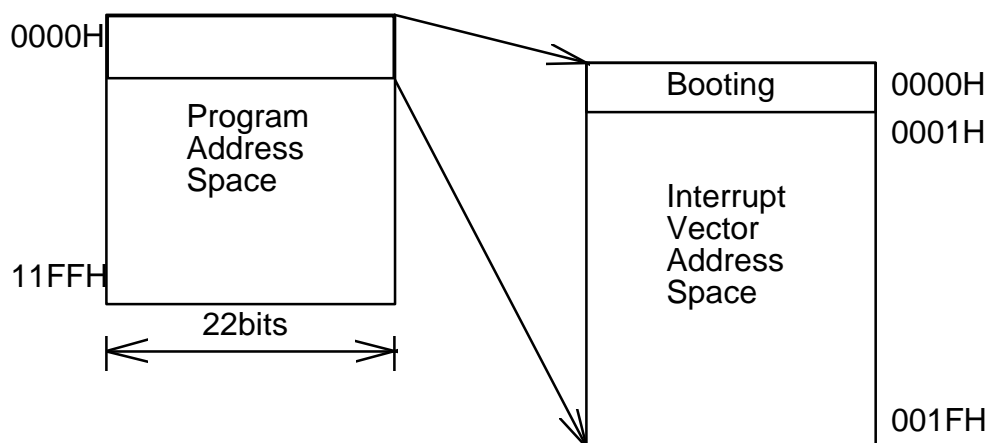 0000H
Program
Address
Space
11FFH
22bits
Booting
0000H
0001H
Interrupt
Vector
Address
Space
001FH